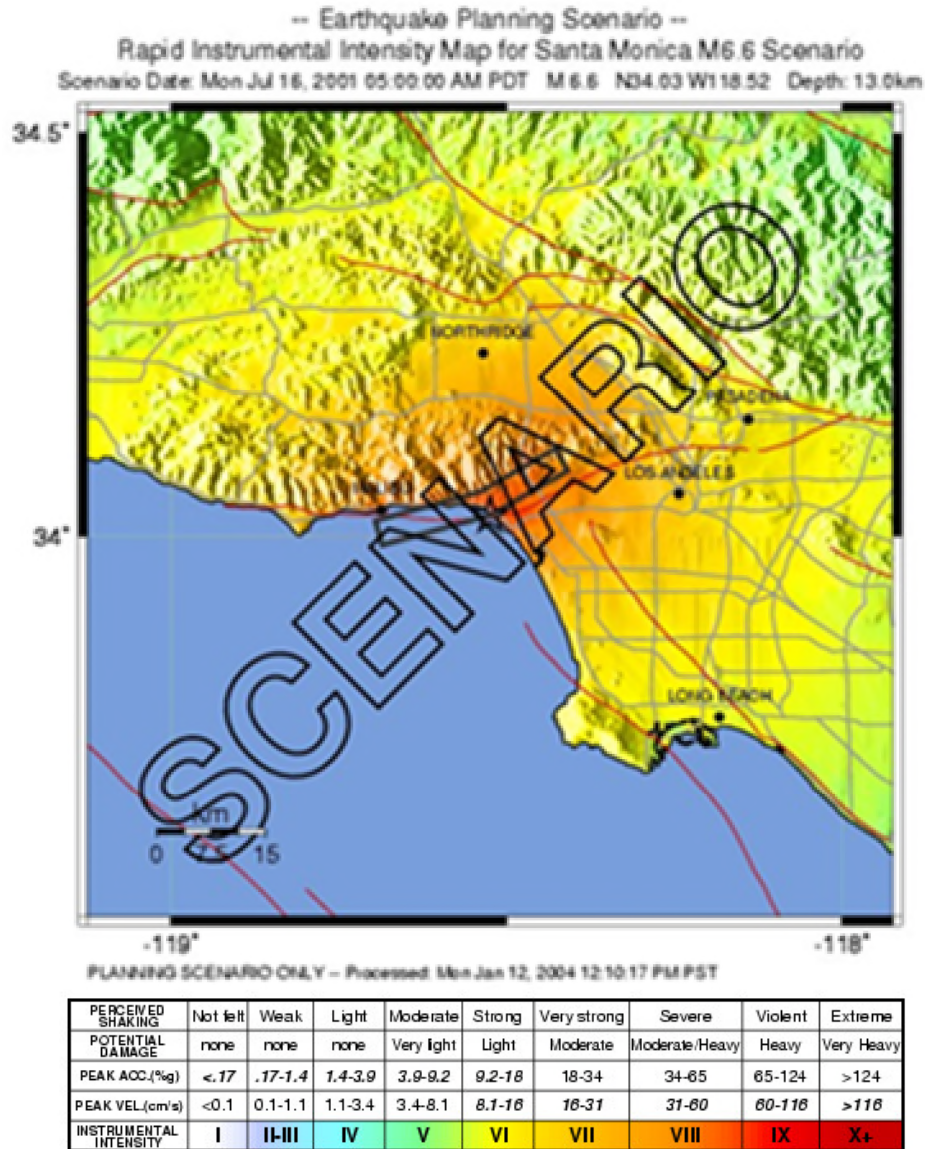 -- Earthquake Planning Scenario --
Rapid Instrumental Intensity Map for Santa Monica M6.6 Scenario
Scenario Date: Mon Jul 16, 2001 05:00:00 AM PDT M 6.6 N34.03 W118.52 Depth: 13.0km
34.5°
NORTHRIDGE
PASADENA
LOS ANGELES
34°
SCENARIO
LONG BEACH
km
0 7.5 15
-119° -118°
PLANNING SCENARIO ONLY -- Processed: Mon Jan 12, 2004 12:10:17 PM PST
PERCEIVED SHAKING Not felt Weak Light Moderate Strong Very strong Severe Violent Extreme
POTENTIAL DAMAGE none none none Very light Light Moderate Moderate/Heavy Heavy Very Heavy
PEAK ACC.(%g) <.17 .17-1.4 1.4-3.9 3.9-9.2 9.2-18 18-34 34-65 65-124 >124
PEAK VEL.(cm/s) <0.1 0.1-1.1 1.1-3.4 3.4-8.1 8.1-16 16-31 31-60 60-116 >116
INSTRUMENTAL INTENSITY I II-III IV V VI VII VIII IX X+